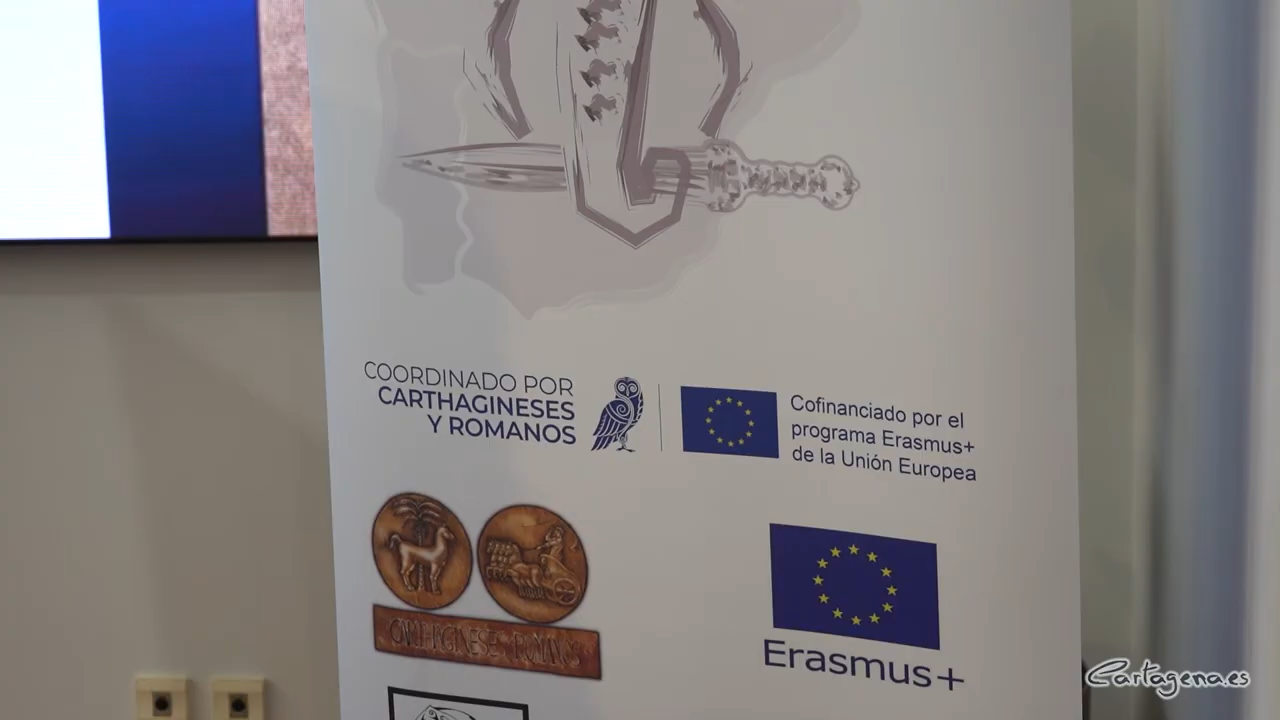 COORDINADO POR
CARTHAGINESES
Y ROMANOS
Cofinanciado por el
programa Erasmus+
de la Unión Europea
CARTHAGINESES Y ROMANOS
Erasmus+
Cartagena.es